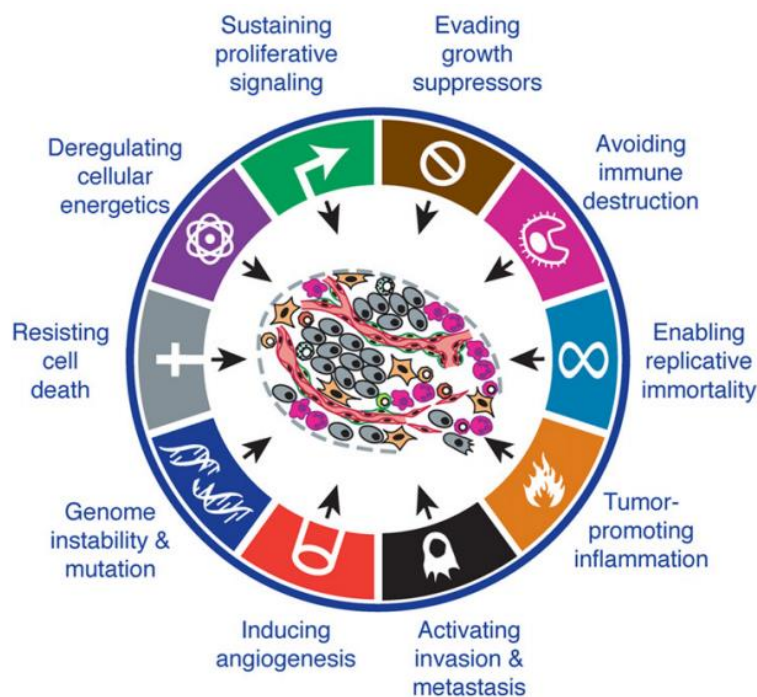 Sustaining
proliferative
signaling
Evading
growth
suppressors
Avoiding
immune
destruction
Enabling
replicative
immortality
Tumor-
promoting
inflammation
Activating
invasion &
metastasis
Inducing
angiogenesis
Genome
instability &
mutation
Resisting
cell
death
Deregulating
cellular
energetics